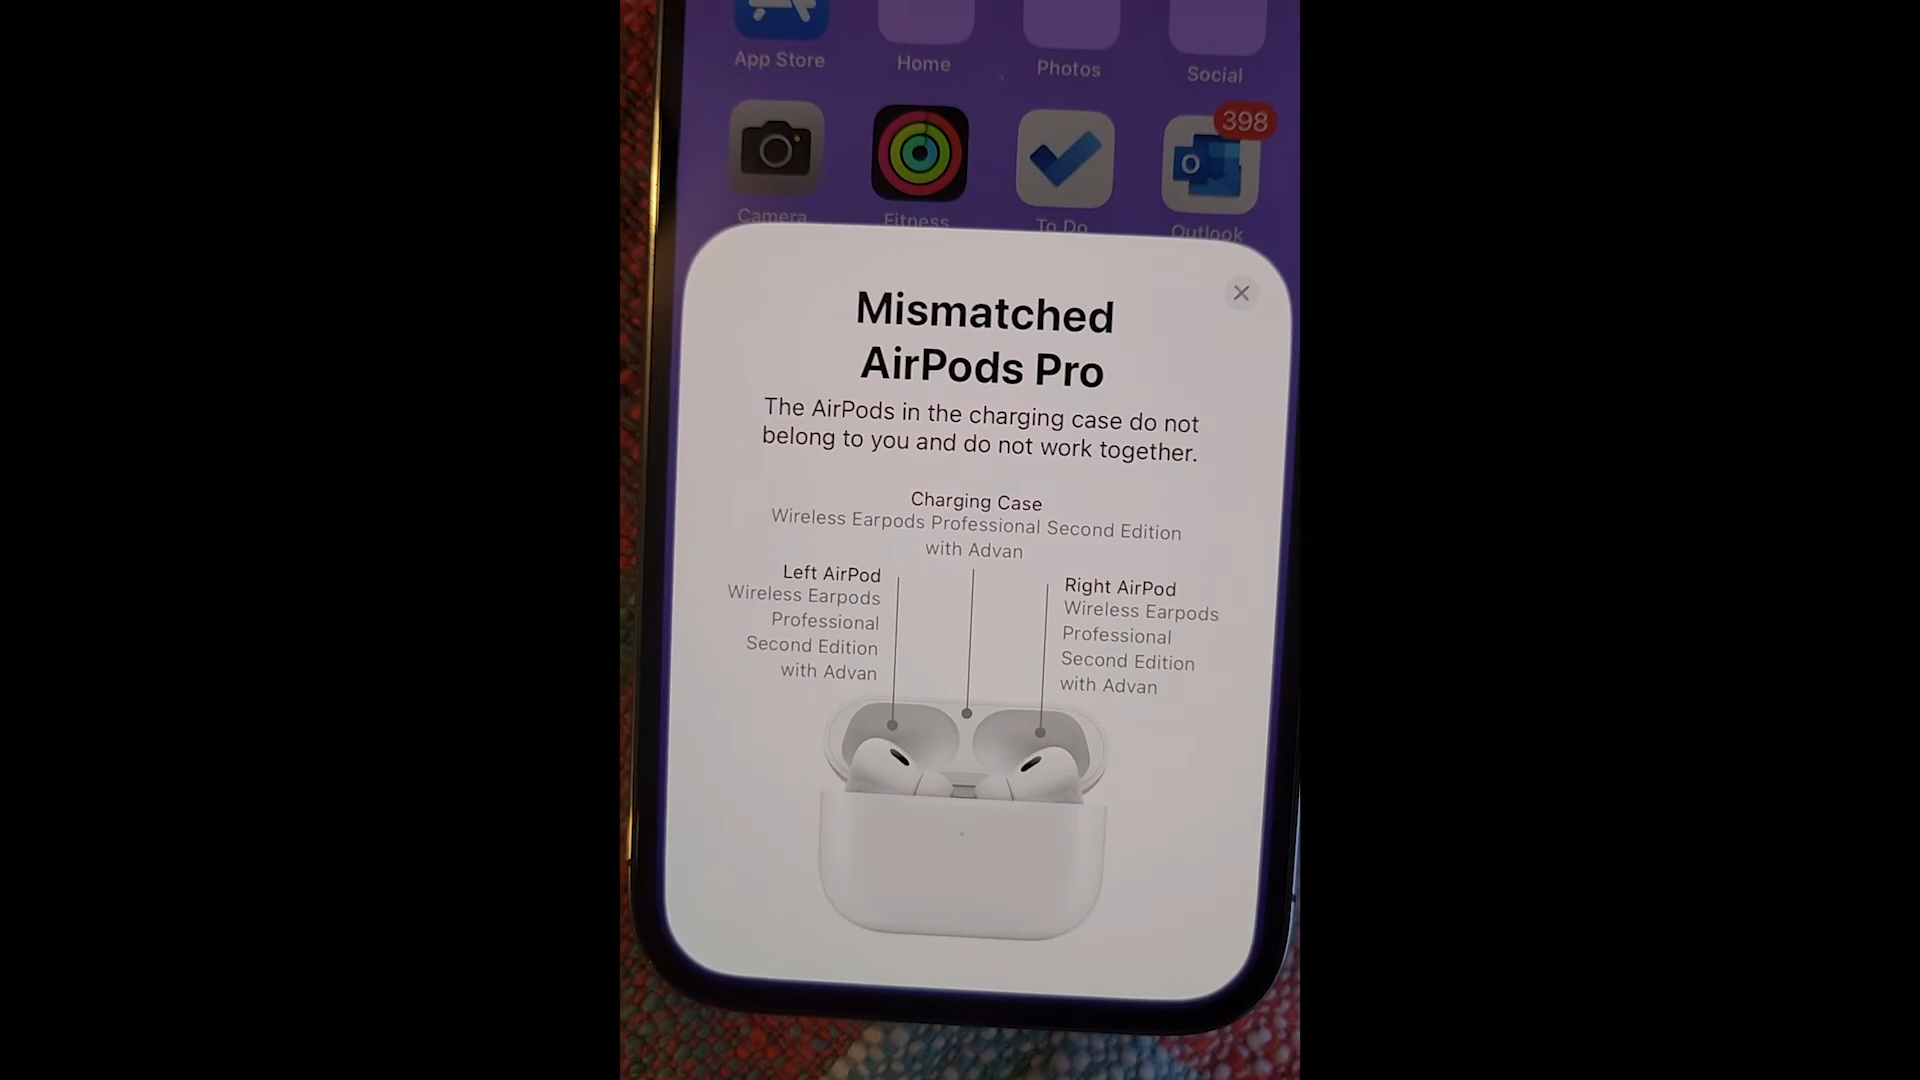 App Store
Home
Photos
Social
398
Camera
Fitness
To Do
Outlook
Mismatched
AirPods Pro
The AirPods in the charging case do not
belong to you and do not work together.
Charging Case
Wireless Earpods Professional Second Edition
with Advan
Left AirPod
Wireless Earpods
Professional
Second Edition
with Advan
Right AirPod
Wireless Earpods
Professional
Second Edition
with Advan